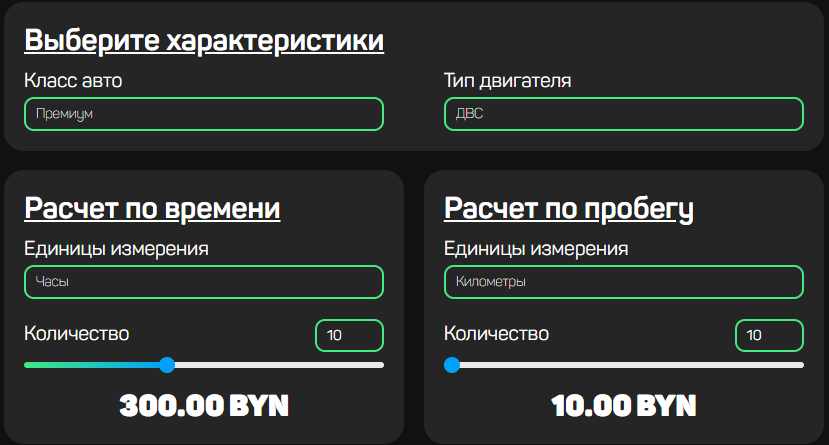 Выберите характеристики
Класс авто
Премиум
Тип двигателя
ДВС
Расчет по времени
Единицы измерения
Часы
Количество
10
300.00 BYN
Расчет по пробегу
Единицы измерения
Километры
Количество
10
10.00 BYN